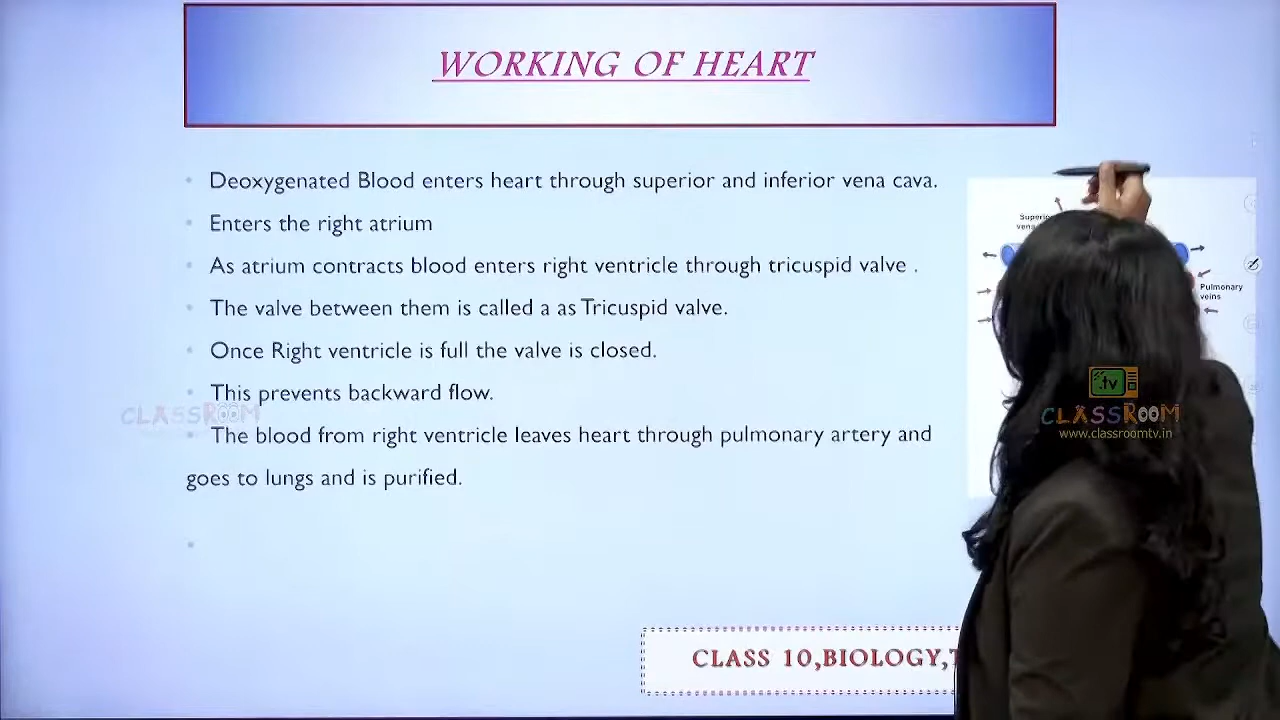 WORKING OF HEART
Deoxygenated Blood enters heart through superior and inferior vena cava.
Enters the right atrium
As atrium contracts blood enters right ventricle through tricuspid valve .
The valve between them is called a as Tricuspid valve.
Once Right ventricle is full the valve is closed.
This prevents backward flow.
The blood from right ventricle leaves heart through pulmonary artery and
goes to lungs and is purified.
Pulmonary
veins
CLASSROOM
.tv
CLASSROOM
www.classroomtv.in
CLASS 10,BIOLOGY,